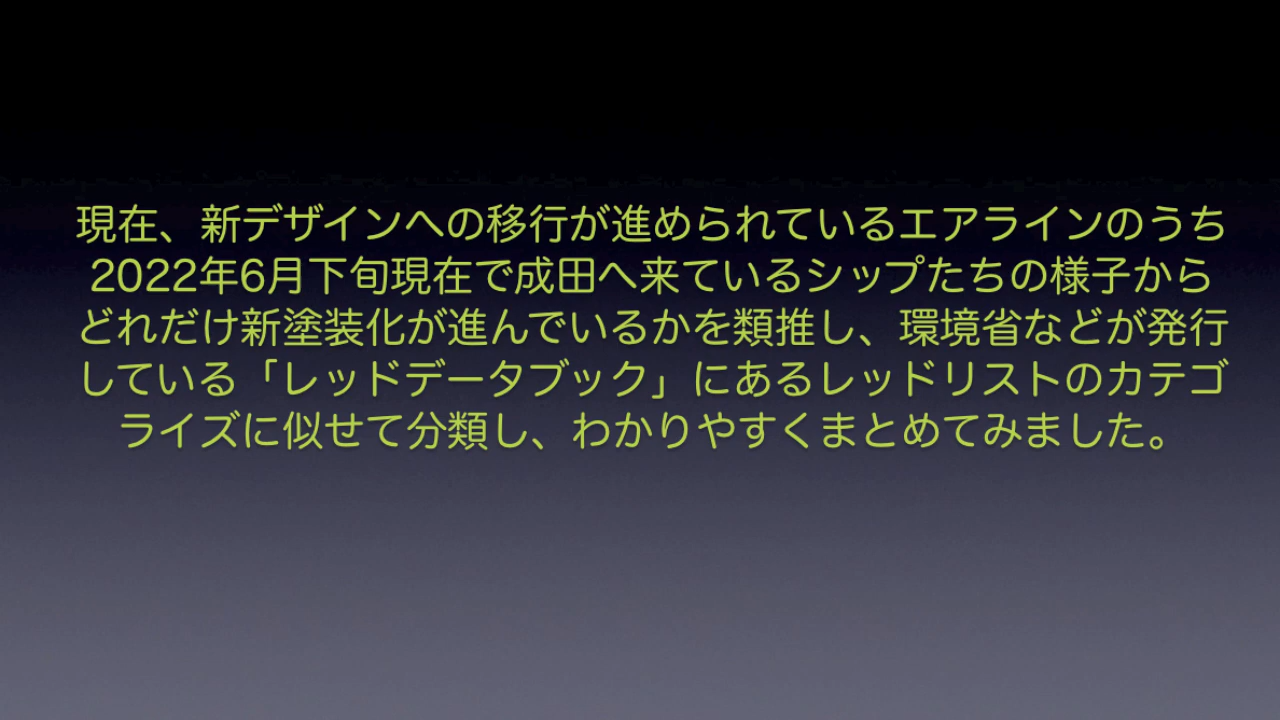 現在、新デザインへの移行が進められているエアラインのうち
2022年6月下旬現在で成田へ来ているシップたちの様子から
どれだけ新塗装化が進んでいるかを類推し、環境省などが発行
している「レッドデータブック」にあるレッドリストのカテゴ
ライズに似せて分類し、わかりやすくまとめてみました。